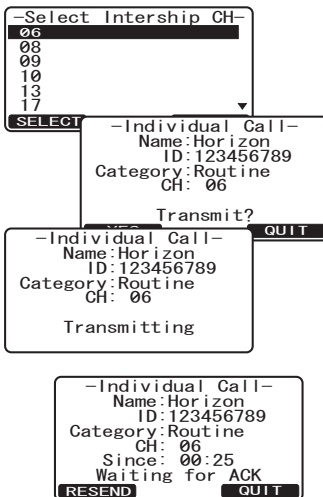 -Select Intership CH-
06
08
09
10
13
17
SELECT
-Individual Call-
Name:Horizon
ID:123456789
Category:Routine
CH: 06
Transmit?
QUIT
-Individual Call-
Name:Horizon
ID:123456789
Category:Routine
CH: 06
Transmitting
-Individual Call-
Name:Horizon
ID:123456789
Category:Routine
CH: 06
Since: 00:25
Waiting for ACK
RESEND QUIT